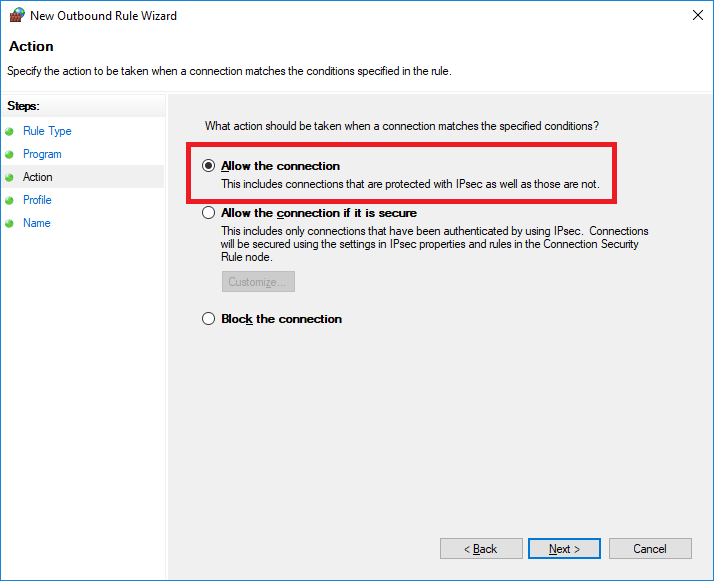 New Outbound Rule Wizard
Action
Specify the action to be taken when a connection matches the conditions specified in the rule.
Steps:
Rule Type
Program
Action
Profile
Name
What action should be taken when a connection matches the specified conditions?
Allow the connection
This includes connections that are protected with IPsec as well as those are not.
Allow the connection if it is secure
This includes only connections that have been authenticated by using IPsec. Connections
will be secured using the settings in IPsec properties and rules in the Connection Security
Rule node.
Customize...
Block the connection
< Back
Next >
Cancel